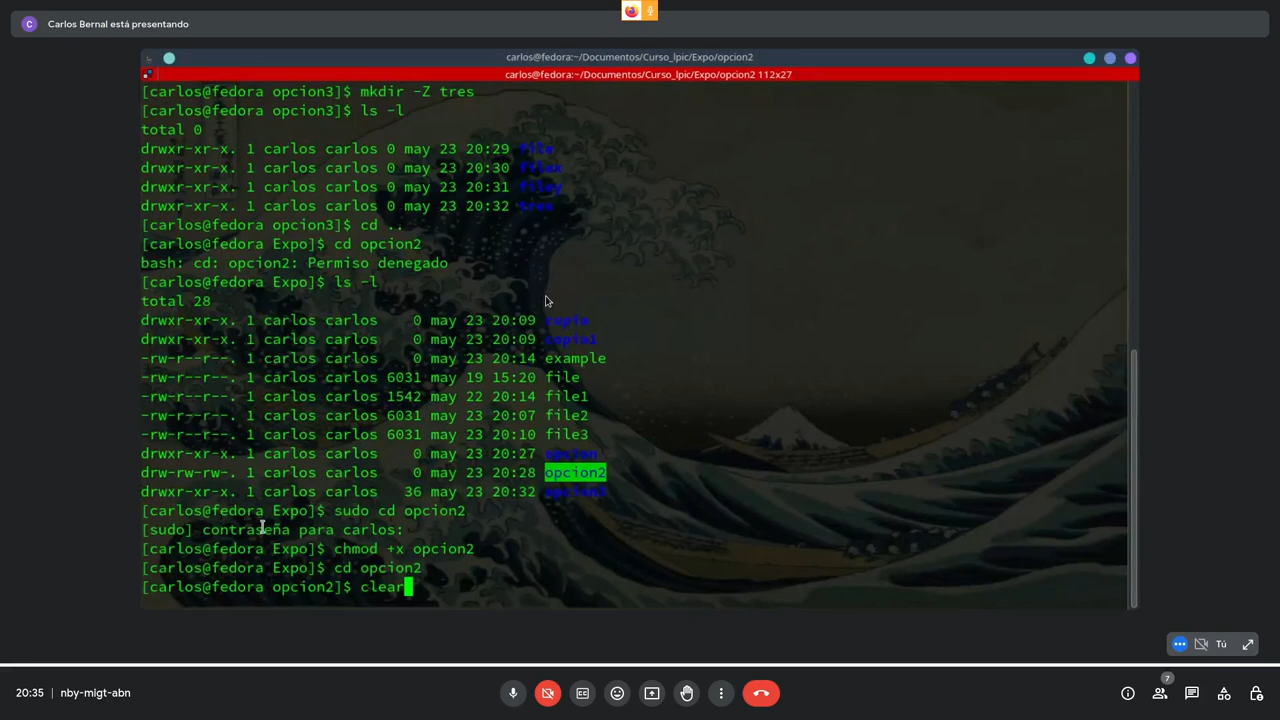 C Carlos Bernal está presentando
carlos@fedora:~/Documentos/Curso_lpic/Expo/opcion2
carlos@fedora:~/Documentos/Curso_lpic/Expo/opcion2 112x27
[carlos@fedora opcion3]$ mkdir -Z tres
[carlos@fedora opcion3]$ ls -l
total 0
drwxr-xr-x. 1 carlos carlos 0 may 23 20:29 file
drwxr-xr-x. 1 carlos carlos 0 may 23 20:30 filex
drwxr-xr-x. 1 carlos carlos 0 may 23 20:31 filey
drwxr-xr-x. 1 carlos carlos 0 may 23 20:32 tres
[carlos@fedora opcion3]$ cd ..
[carlos@fedora Expo]$ cd opcion2
bash: cd: opcion2: Permiso denegado
[carlos@fedora Expo]$ ls -l
total 28
drwxr-xr-x. 1 carlos carlos 0 may 23 20:09 copia
drwxr-xr-x. 1 carlos carlos 0 may 23 20:09 copia1
-rw-r--r--. 1 carlos carlos 0 may 23 20:14 example
-rw-r--r--. 1 carlos carlos 6031 may 19 15:20 file
-rw-r--r--. 1 carlos carlos 1542 may 22 20:14 file1
-rw-r--r--. 1 carlos carlos 6031 may 23 20:07 file2
-rw-r--r--. 1 carlos carlos 6031 may 23 20:10 file3
drwxr-xr-x. 1 carlos carlos 0 may 23 20:27 opcion
drw-rw-rw-. 1 carlos carlos 0 may 23 20:28 opcion2
drwxr-xr-x. 1 carlos carlos 36 may 23 20:32 opcion3
[carlos@fedora Expo]$ sudo cd opcion2
[sudo] contraseña para carlos:
[carlos@fedora Expo]$ chmod +x opcion2
[carlos@fedora Expo]$ cd opcion2
[carlos@fedora opcion2]$ clear
Tú
20:35 | nby-migt-abn
CC
7